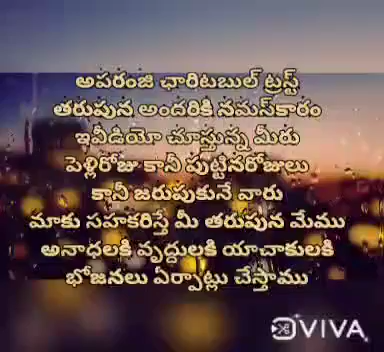 అపరంజి ఛారిటబుల్ ట్రస్ట్
తరుపున అందరికి నమస్కారం
ఇవీడియో చూస్తున్న మీరు
పెళ్లిరోజు కానీ పుట్టినరోజులు
కానీ జరుపుకునే వారు
మాకు సహకరిస్తే మీ తరుపున మేము
అనాధలకి వృద్దులకి యాచాకులకి
భోజనలు ఏర్పాట్లు చేస్తాము
VIVA